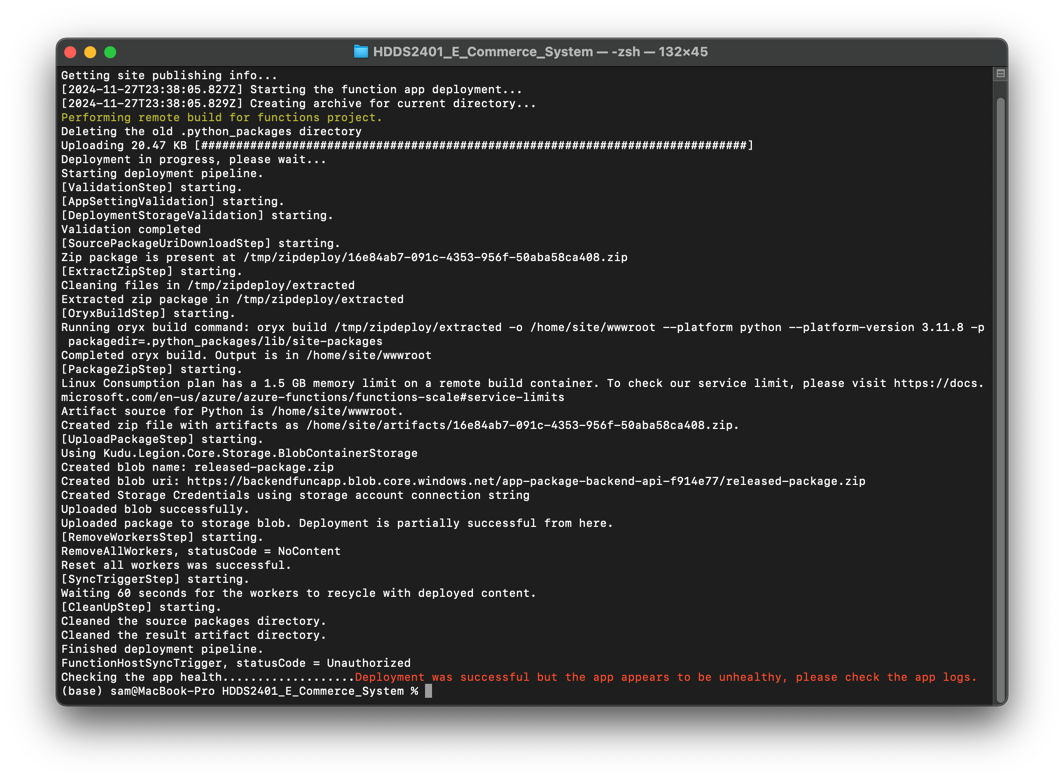 HDDS2401_E_Commerce_System — -zsh — 132×45
Getting site publishing info...
[2024-11-27T23:38:05.827Z] Starting the function app deployment...
[2024-11-27T23:38:05.829Z] Creating archive for current directory...
Performing remote build for functions project.
Deleting the old .python_packages directory
Uploading 20.47 KB [##############################################################################]
Deployment in progress, please wait...
Starting deployment pipeline.
[ValidationStep] starting.
[AppSettingValidation] starting.
[DeploymentStorageValidation] starting.
Validation completed
[SourcePackageUriDownloadStep] starting.
Zip package is present at /tmp/zipdeploy/16e84ab7-091c-4353-956f-50aba58ca408.zip
[ExtractZipStep] starting.
Cleaning files in /tmp/zipdeploy/extracted
Extracted zip package in /tmp/zipdeploy/extracted
[OryxBuildStep] starting.
Running oryx build command: oryx build /tmp/zipdeploy/extracted -o /home/site/wwwroot --platform python --platform-version 3.11.8 -p
packagedir=.python_packages/lib/site-packages
Completed oryx build. Output is in /home/site/wwwroot
[PackageZipStep] starting.
Linux Consumption plan has a 1.5 GB memory limit on a remote build container. To check our service limit, please visit https://docs.
microsoft.com/en-us/azure/azure-functions/functions-scale#service-limits
Artifact source for Python is /home/site/wwwroot.
Created zip file with artifacts as /home/site/artifacts/16e84ab7-091c-4353-956f-50aba58ca408.zip.
[UploadPackageStep] starting.
Using Kudu.Legion.Core.Storage.BlobContainerStorage
Created blob name: released-package.zip
Created blob uri: https://backendfuncapp.blob.core.windows.net/app-package-backend-api-f914e77/released-package.zip
Created Storage Credentials using storage account connection string
Uploaded blob successfully.
Uploaded package to storage blob. Deployment is partially successful from here.
[RemoveWorkersStep] starting.
RemoveAllWorkers, statusCode = NoContent
Reset all workers was successful.
[SyncTriggerStep] starting.
Waiting 60 seconds for the workers to recycle with deployed content.
[CleanUpStep] starting.
Cleaned the source packages directory.
Cleaned the result artifact directory.
Finished deployment pipeline.
FunctionHostSyncTrigger, statusCode = Unauthorized
Checking the app health...................Deployment was successful but the app appears to be unhealthy, please check the app logs.
(base) sam@MacBook-Pro HDDS2401_E_Commerce_System %